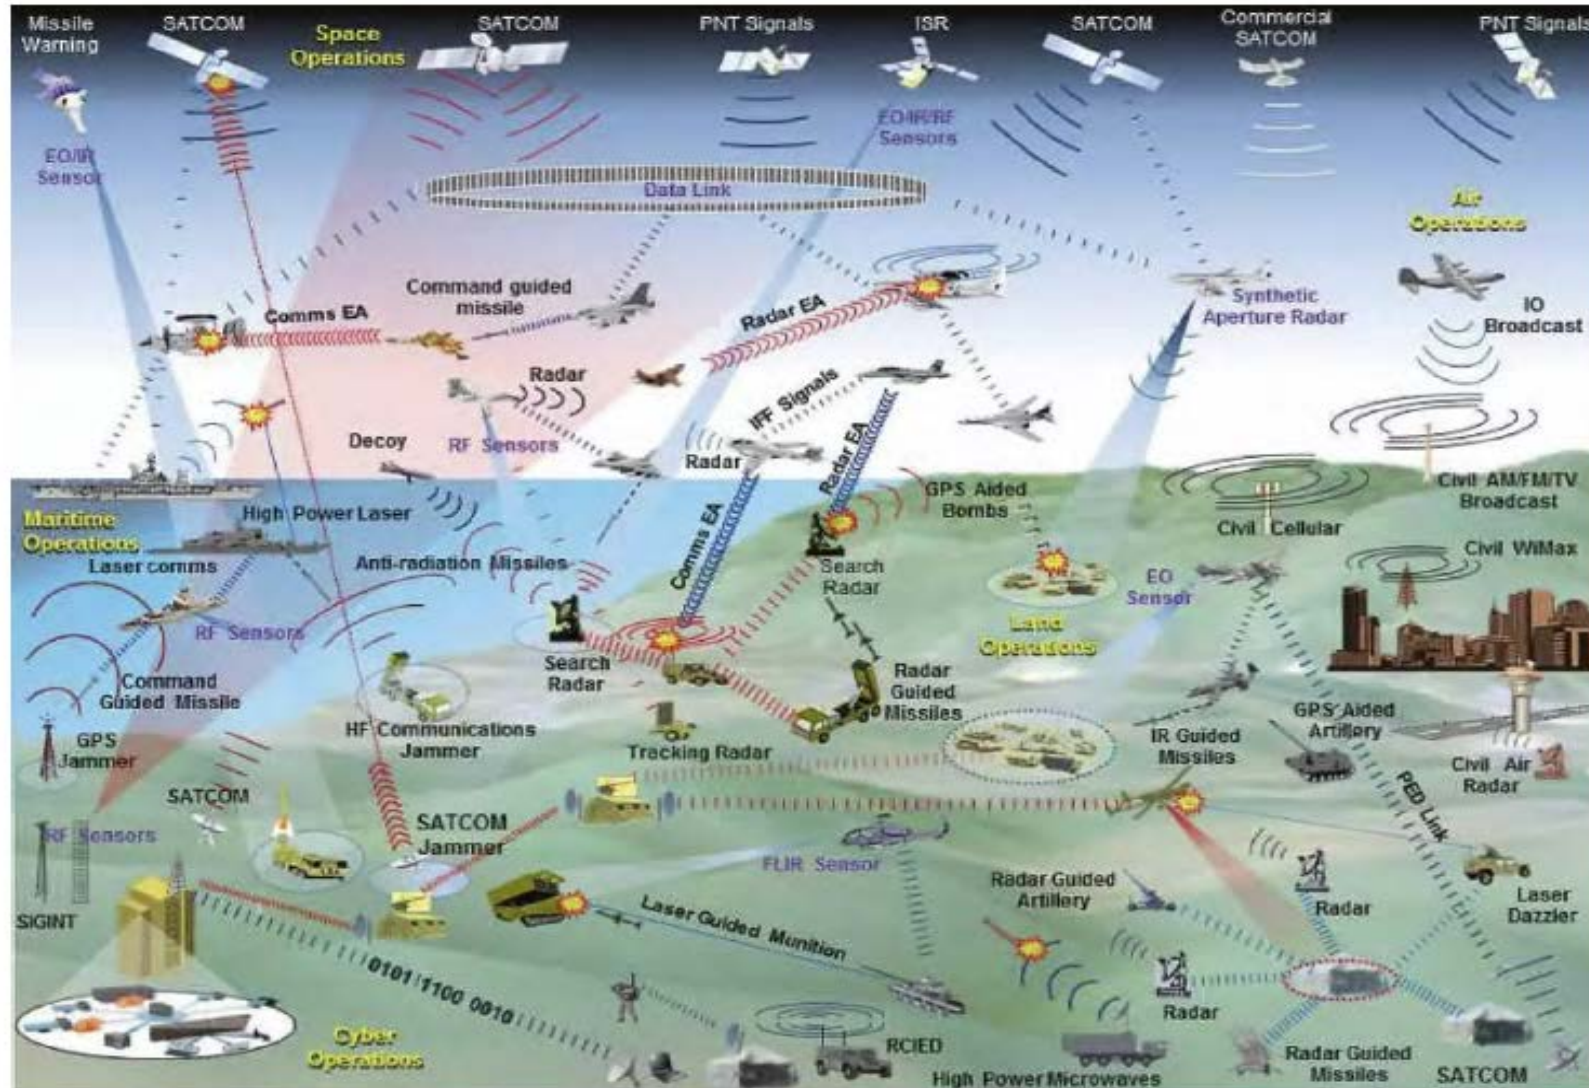 Missile
Warning
SATCOM
Space
Operations
SATCOM
PNT Signals
ISR
SATCOM
Commercial
SATCOM
PNT Signals
EO/IR
Sensor
EO/IR/RF
Sensors
Data Link
Air
Operations
Comms EA
Command guided
missile
Radar EA
Synthetic
Aperture Radar
IO
Broadcast
Radar
IFF Signals
Decoy
RF Sensors
Radar
Radar EA
GPS Aided
Bombs
Civil Cellular
Civil AM/FM/TV
Broadcast
Maritime
Operations
High Power Laser
Laser comms
Anti-radiation Missiles
Comms EA
Search
Radar
EO
Sensor
Civil WiMax
RF Sensors
Land
Operations
Command
Guided Missile
Search
Radar
Radar
Guided
Missiles
GPS
Jammer
HF Communications
Jammer
Tracking Radar
IR Guided
Missiles
GPS Aided
Artillery
Civil Air
Radar
SATCOM
RF Sensors
SATCOM
Jammer
FLIR Sensor
PED Link
SIGINT
Laser Guided Munition
Radar Guided
Artillery
Radar
Laser
Dazzler
0101 1100 0010
Cyber
Operations
RCIED
High Power Microwaves
Radar
Radar Guided
Missiles
SATCOM